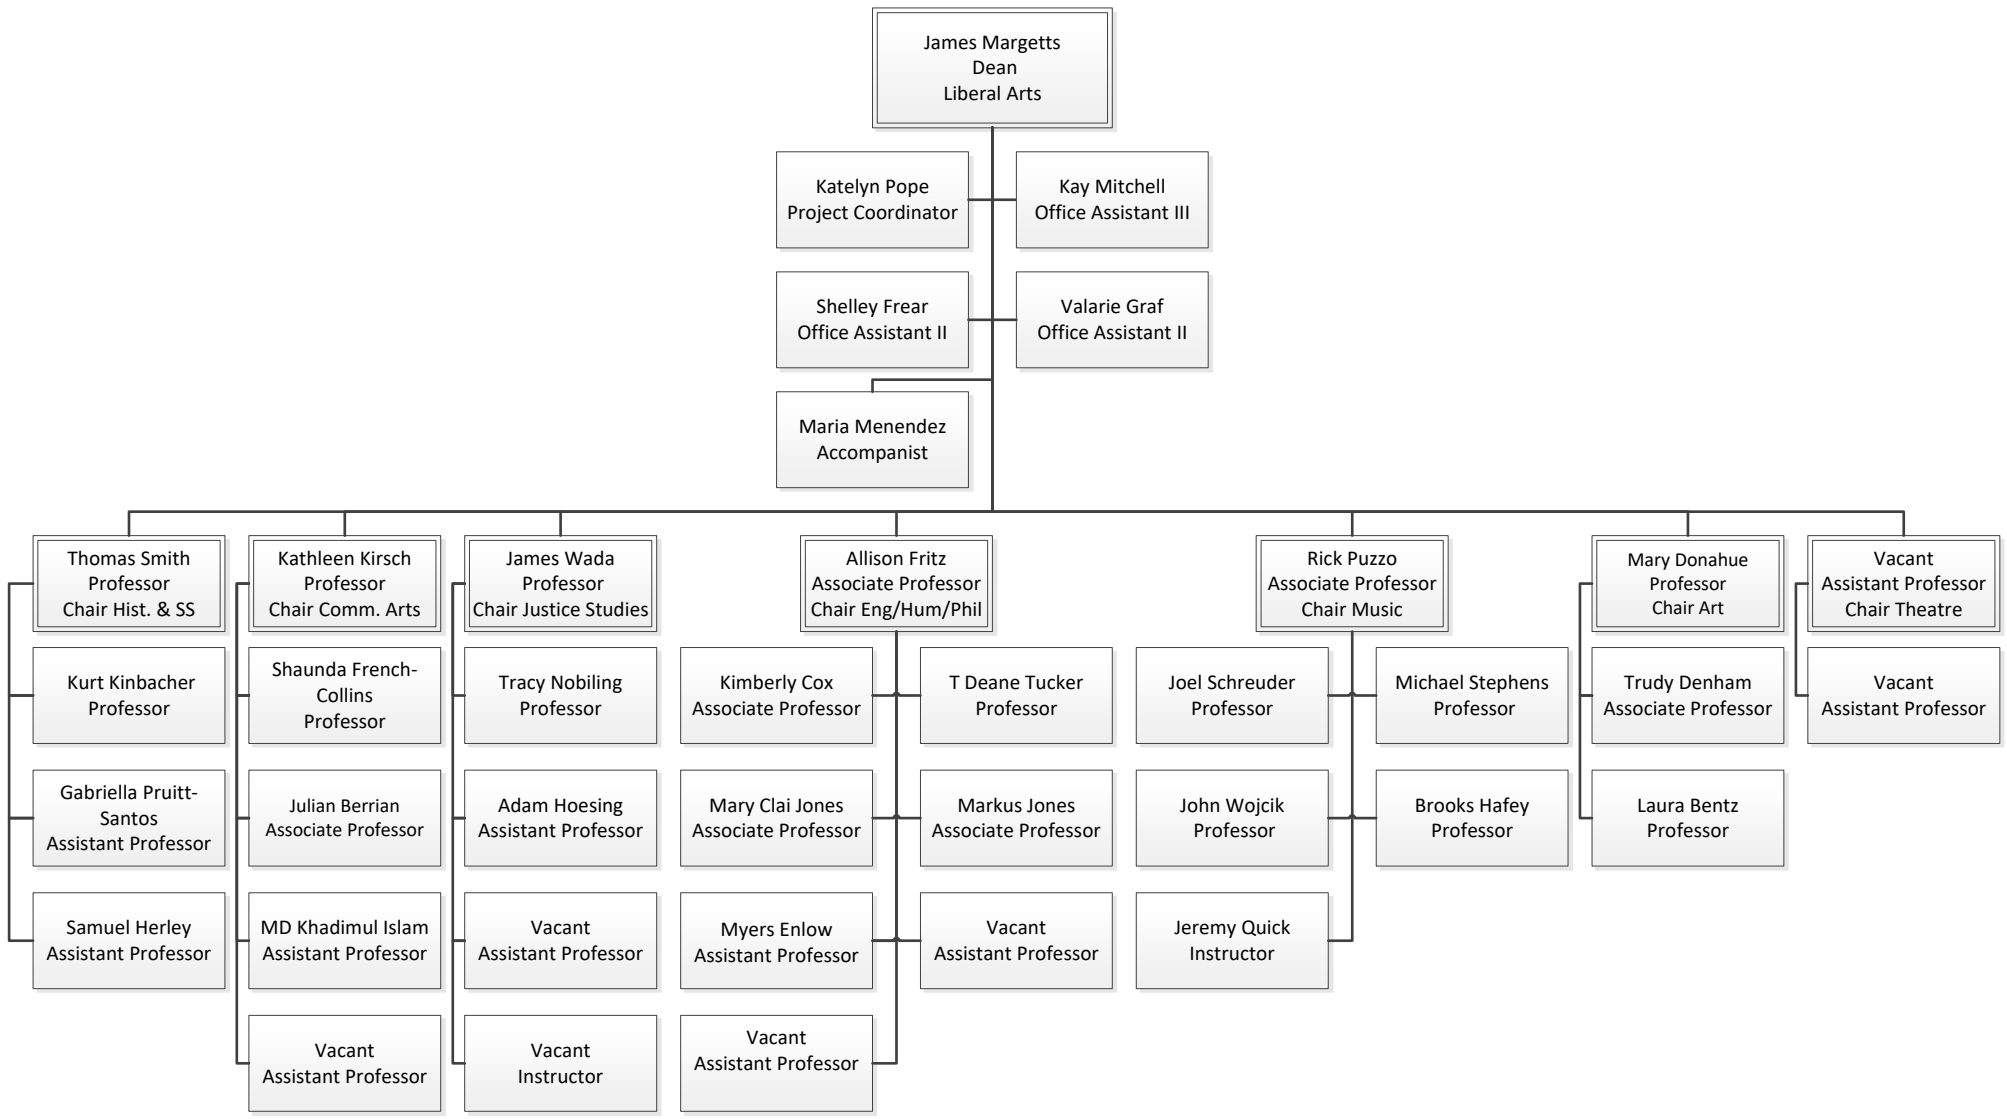 James Margetts
Dean
Liberal Arts
Katelyn Pope
Project Coordinator
Kay Mitchell
Office Assistant III
Shelley Frear
Office Assistant II
Valarie Graf
Office Assistant II
Maria Menendez
Accompanist
Thomas Smith
Professor
Chair Hist. & SS
Kathleen Kirsch
Professor
Chair Comm. Arts
James Wada
Professor
Chair Justice Studies
Allison Fritz
Associate Professor
Chair Eng/Hum/Phil
Rick Puzzo
Associate Professor
Chair Music
Mary Donahue
Professor
Chair Art
Vacant
Assistant Professor
Chair Theatre
Kurt Kinbacher
Professor
Shaunda French-
Collins
Professor
Tracy Nobiling
Professor
Kimberly Cox
Associate Professor
T Deane Tucker
Professor
Joel Schreuder
Professor
Michael Stephens
Professor
Trudy Denham
Associate Professor
Vacant
Assistant Professor
Gabriella Pruitt-
Santos
Assistant Professor
Julian Berrian
Associate Professor
Adam Hoesing
Assistant Professor
Mary Clai Jones
Associate Professor
Markus Jones
Associate Professor
John Wojcik
Professor
Brooks Hafey
Professor
Laura Bentz
Professor
Samuel Herley
Assistant Professor
MD Khadimul Islam
Assistant Professor
Vacant
Assistant Professor
Myers Enlow
Assistant Professor
Vacant
Assistant Professor
Jeremy Quick
Instructor
Vacant
Assistant Professor
Vacant
Instructor
Vacant
Assistant Professor